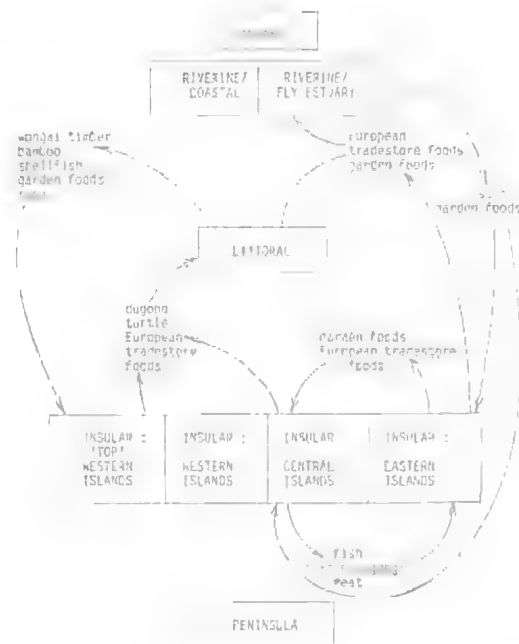 RIVERINE/
COASTAL
RIVERINE/
FLY ESTUARY
wongai timber
bamboo
shellfish
garden foods
European
tradestore foods
garden foods
garden foods
LITTORAL
dugong
turtle
European
tradestore
foods
garden foods
European tradestore
foods
INSULAR :
'TOP'
WESTERN
ISLANDS
INSULAR :
WESTERN
ISLANDS
INSULAR
CENTRAL
ISLANDS
INSULAR :
EASTERN
ISLANDS
fish
meat
PENINSULA